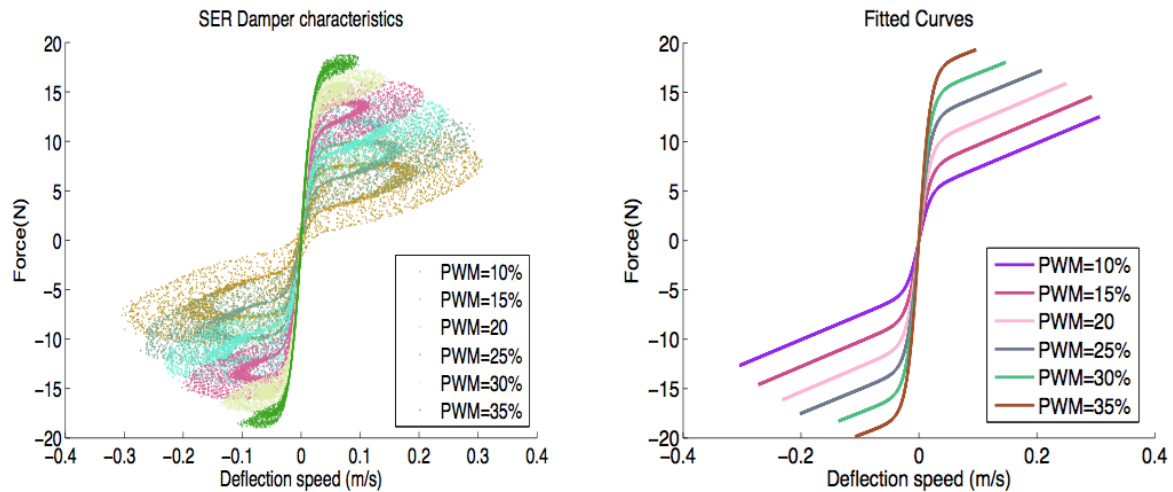 SER Damper characteristics
20
15
10
5
0
−5
−10
−15
−20
Force(N)
−0.4
−0.3
−0.2
−0.1
0
0.1
0.2
0.3
0.4
Deflection speed (m/s)
PWM=10%
PWM=15%
PWM=20
PWM=25%
PWM=30%
PWM=35%
Fitted Curves
20
15
10
5
0
−5
−10
−15
−20
Force(N)
−0.4
−0.2
0
0.2
0.4
Deflection speed (m/s)
PWM=10%
PWM=15%
PWM=20
PWM=25%
PWM=30%
PWM=35%